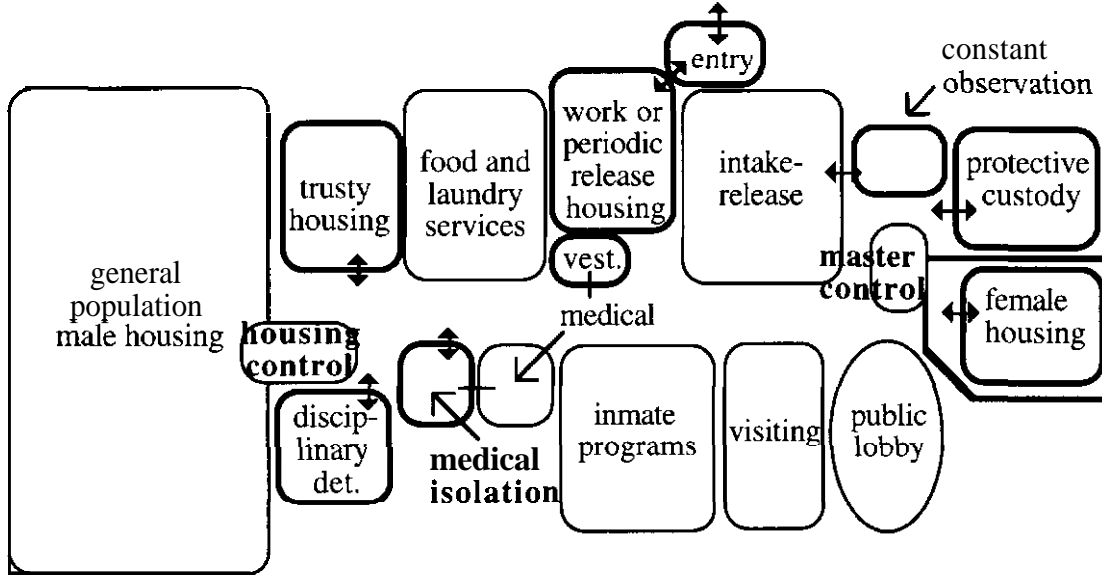 entry
constant
observation
work or
periodic
release
housing
food and
laundry
services
intake-
release
protective
custody
trusty
housing
vest.
master
control
general
population
male housing
female
housing
medical
housing
control
discip-
linary
det.
inmate
programs
visiting
public
lobby
medical
isolation